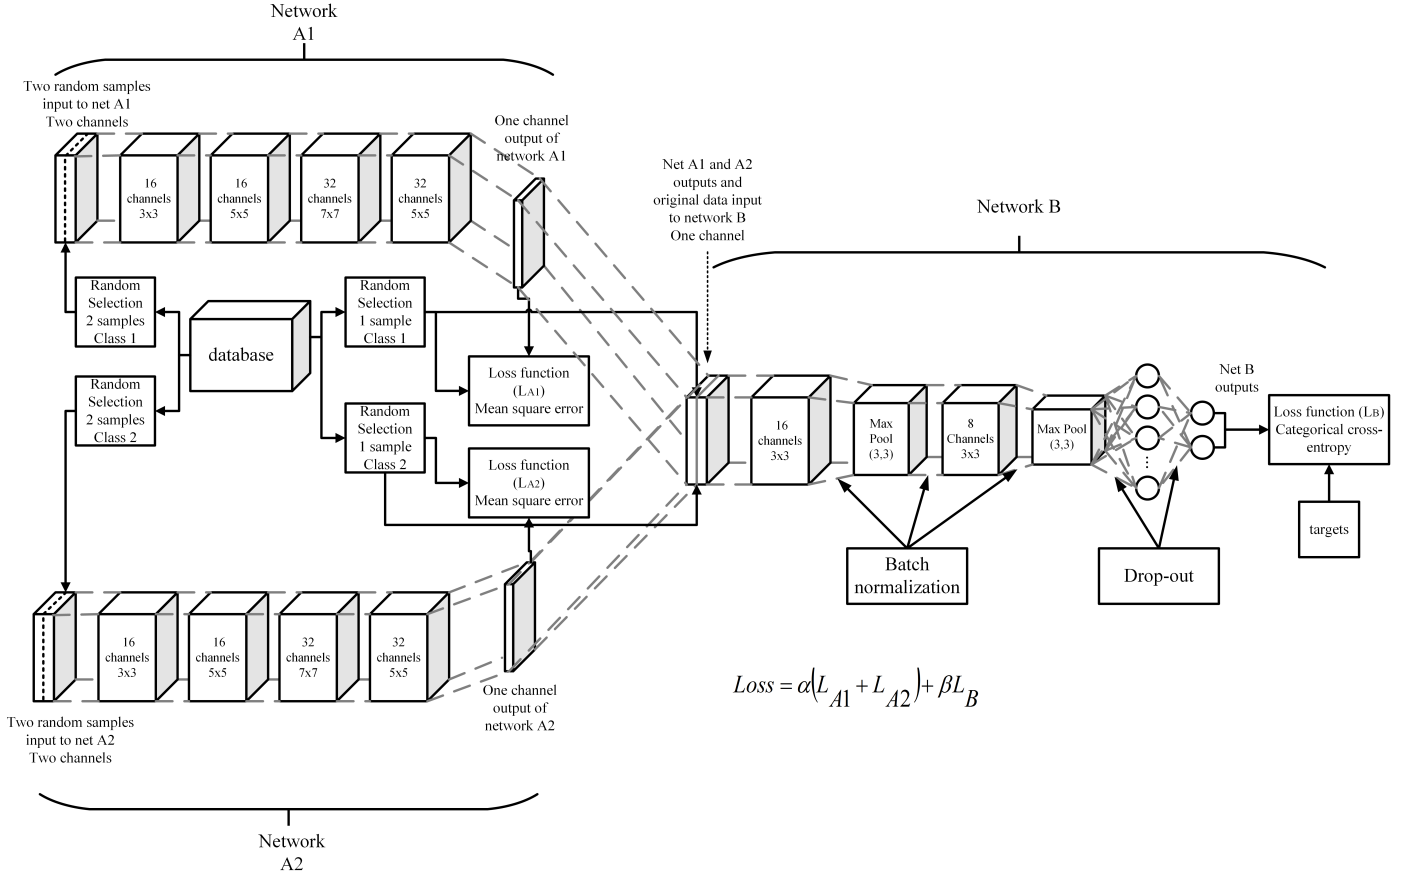 Network
A1
Two random samples
input to net A1
Two channels
16
channels
3x3
16
channels
5x5
32
channels
7x7
32
channels
5x5
One channel
output of
network A1
Net A1 and A2
outputs and
original data input
to network B
One channel
Network B
Random
Selection
2 samples
Class 1
database
Random
Selection
1 sample
Class 1
Random
Selection
2 samples
Class 2
Loss function
(LA1)
Mean square error
Random
Selection
1 sample
Class 2
Loss function
(LA2)
Mean square error
16
channels
3x3
Max
Pool
(3,3)
8
Channels
3x3
Max Pool
(3,3)
Net B
outputs
Loss function (LB)
Categorical cross-
entropy
targets
Batch
normalization
Drop-out
16
channels
3x3
16
channels
5x5
32
channels
7x7
32
channels
5x5
One channel
output of
network A2
Two random samples
input to net A2
Two channels
Loss = α(L_A1 + L_A2) + βL_B
Network
A2